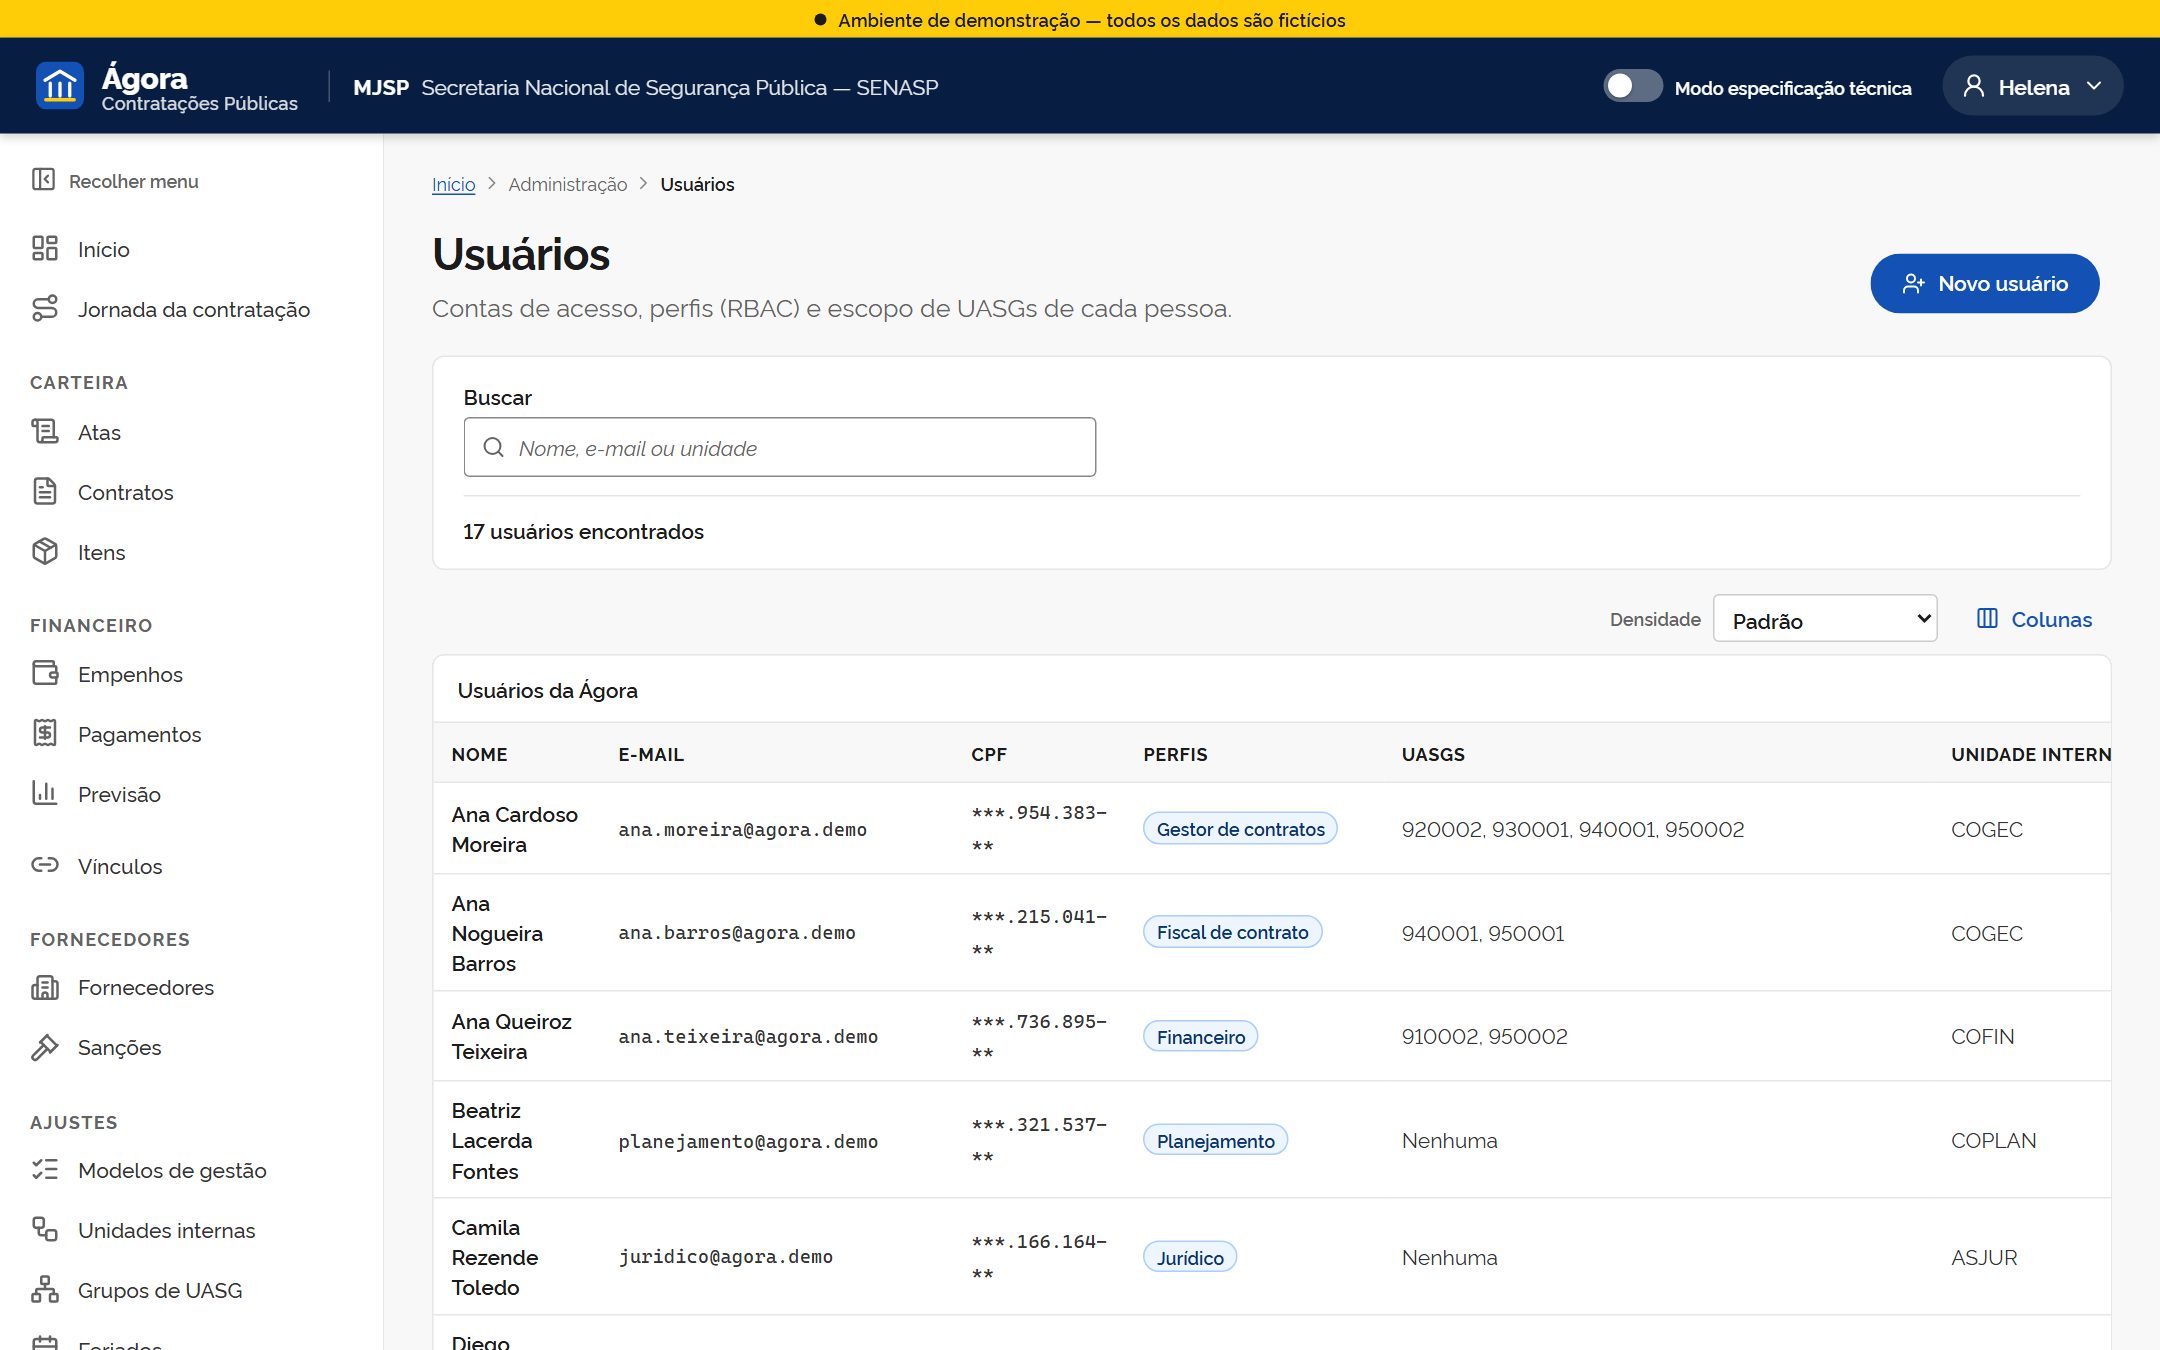 Ambiente de demonstração — todos os dados são fictícios
Ágora
Contratações Públicas
MJSP Secretaria Nacional de Segurança Pública — SENASP
Modo especificação técnica
Helena
Recolher menu
Início
Jornada da contratação
CARTEIRA
Atas
Contratos
Itens
FINANCEIRO
Empenhos
Pagamentos
Previsão
Vínculos
FORNECEDORES
Fornecedores
Sanções
AJUSTES
Modelos de gestão
Unidades internas
Grupos de UASG
Feriados
Início > Administração > Usuários
Usuários
Contas de acesso, perfis (RBAC) e escopo de UASGs de cada pessoa.
Novo usuário
Buscar
Nome, e-mail ou unidade
17 usuários encontrados
Densidade Padrão Colunas
Usuários da Ágora
NOME E-MAIL CPF PERFIS UASGS UNIDADE INTERN
Ana Cardoso
Moreira
ana.moreira@agora.demo
***.954.383-
**
Gestor de contratos
920002, 930001, 940001, 950002
COGEC
Ana
Nogueira
Barros
ana.barros@agora.demo
***.215.041-
**
Fiscal de contrato
940001, 950001
COGEC
Ana Queiroz
Teixeira
ana.teixeira@agora.demo
***.736.895-
**
Financeiro
910002, 950002
COFIN
Beatriz
Lacerda
Fontes
planejamento@agora.demo
***.321.537-
**
Planejamento
Nenhuma
COPLAN
Camila
Rezende
Toledo
juridico@agora.demo
***.166.164-
**
Jurídico
Nenhuma
ASJUR
Diego